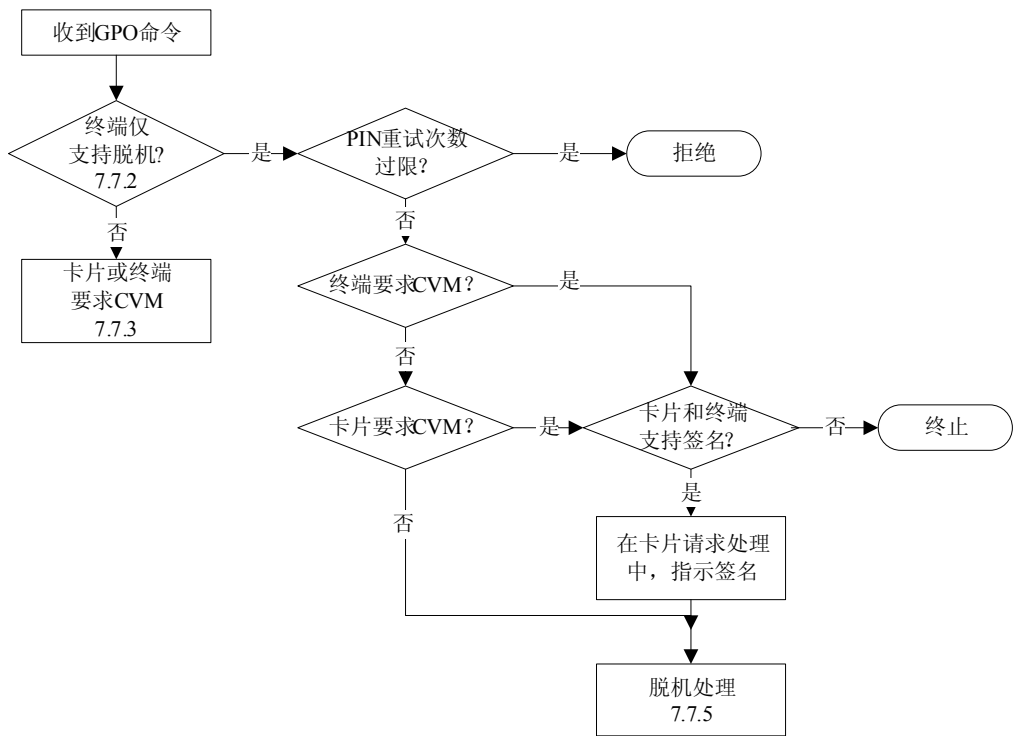 收到GPO命令
终端仅
支持脱机?
7.7.2
是
PIN重试次数
过限?
是
拒绝
否
否
卡片或终端
要求CVM
7.7.3
终端要求CVM?
是
否
卡片要求CVM?
是
卡片和终端
支持签名?
否
终止
是
否
在卡片请求处理
中，指示签名
脱机处理
7.7.5